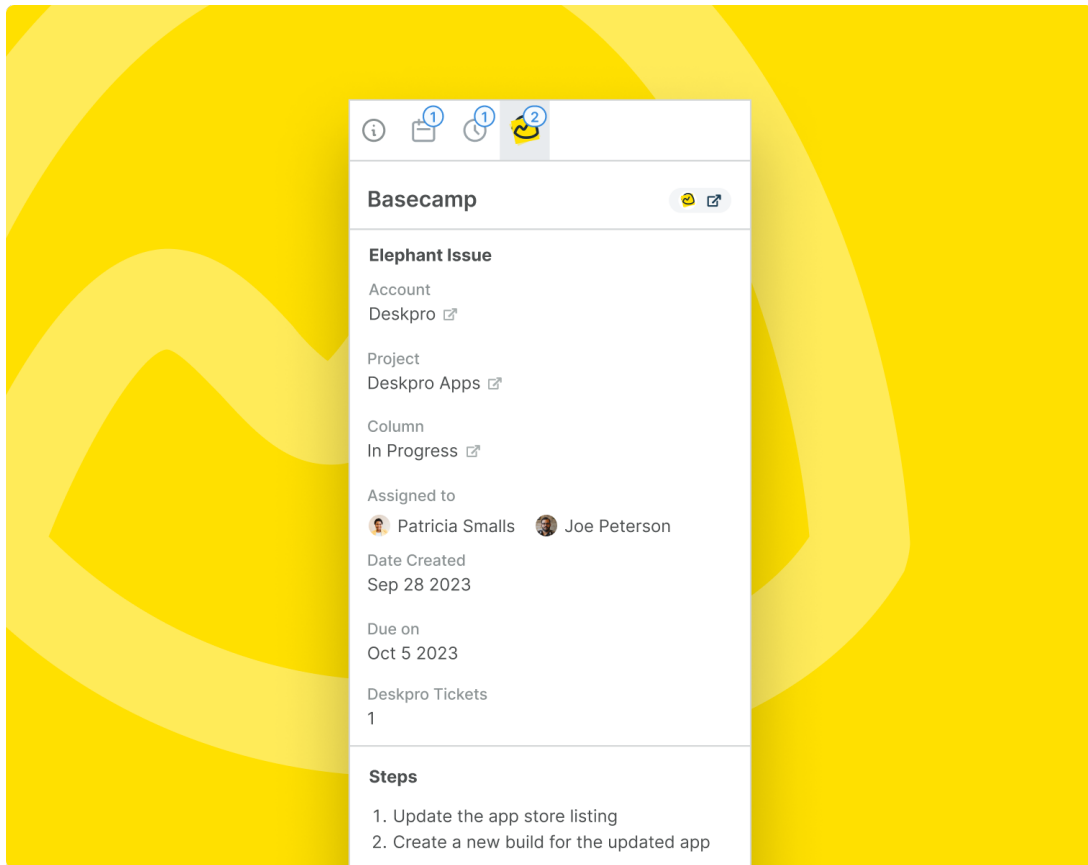 1 1 2
Basecamp
Elephant Issue
Account
Deskpro
Project
Deskpro Apps
Column
In Progress
Assigned to
Patricia Smalls Joe Peterson
Date Created
Sep 28 2023
Due on
Oct 5 2023
Deskpro Tickets
1
Steps
1. Update the app store listing
2. Create a new build for the updated app